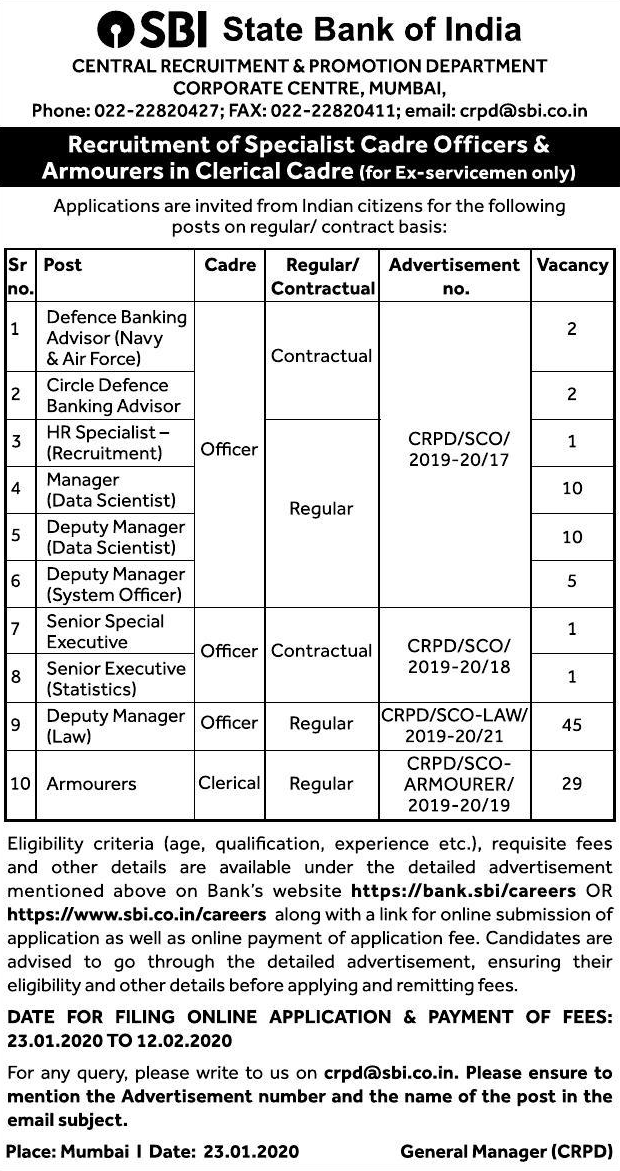 SBI State Bank of India
CENTRAL RECRUITMENT & PROMOTION DEPARTMENT
CORPORATE CENTRE, MUMBAI,
Phone: 022-22820427; FAX: 022-22820411; email: crpd@sbi.co.in
Recruitment of Specialist Cadre Officers &
Armourers in Clerical Cadre (for Ex-servicemen only)
Applications are invited from Indian citizens for the following
posts on regular/ contract basis:
Sr no. Post Cadre Regular/ Contractual Advertisement no. Vacancy
1 Defence Banking Advisor (Navy & Air Force) Officer Contractual CRPD/SCO/ 2019-20/17 2
2 Circle Defence Banking Advisor 2
3 HR Specialist – (Recruitment) Regular 1
4 Manager (Data Scientist) 10
5 Deputy Manager (Data Scientist) 10
6 Deputy Manager (System Officer) 5
7 Senior Special Executive Officer Contractual CRPD/SCO/ 2019-20/18 1
8 Senior Executive (Statistics) 1
9 Deputy Manager (Law) Officer Regular CRPD/SCO-LAW/ 2019-20/21 45
10 Armourers Clerical Regular CRPD/SCO- ARMOURER/ 2019-20/19 29
Eligibility criteria (age, qualification, experience etc.), requisite fees
and other details are available under the detailed advertisement
mentioned above on Bank's website https://bank.sbi/careers OR
https://www.sbi.co.in/careers along with a link for online submission of
application as well as online payment of application fee. Candidates are
advised to go through the detailed advertisement, ensuring their
eligibility and other details before applying and remitting fees.
DATE FOR FILING ONLINE APPLICATION & PAYMENT OF FEES:
23.01.2020 TO 12.02.2020
For any query, please write to us on crpd@sbi.co.in. Please ensure to
mention the Advertisement number and the name of the post in the
email subject.
Place: Mumbai I Date: 23.01.2020 General Manager (CRPD)